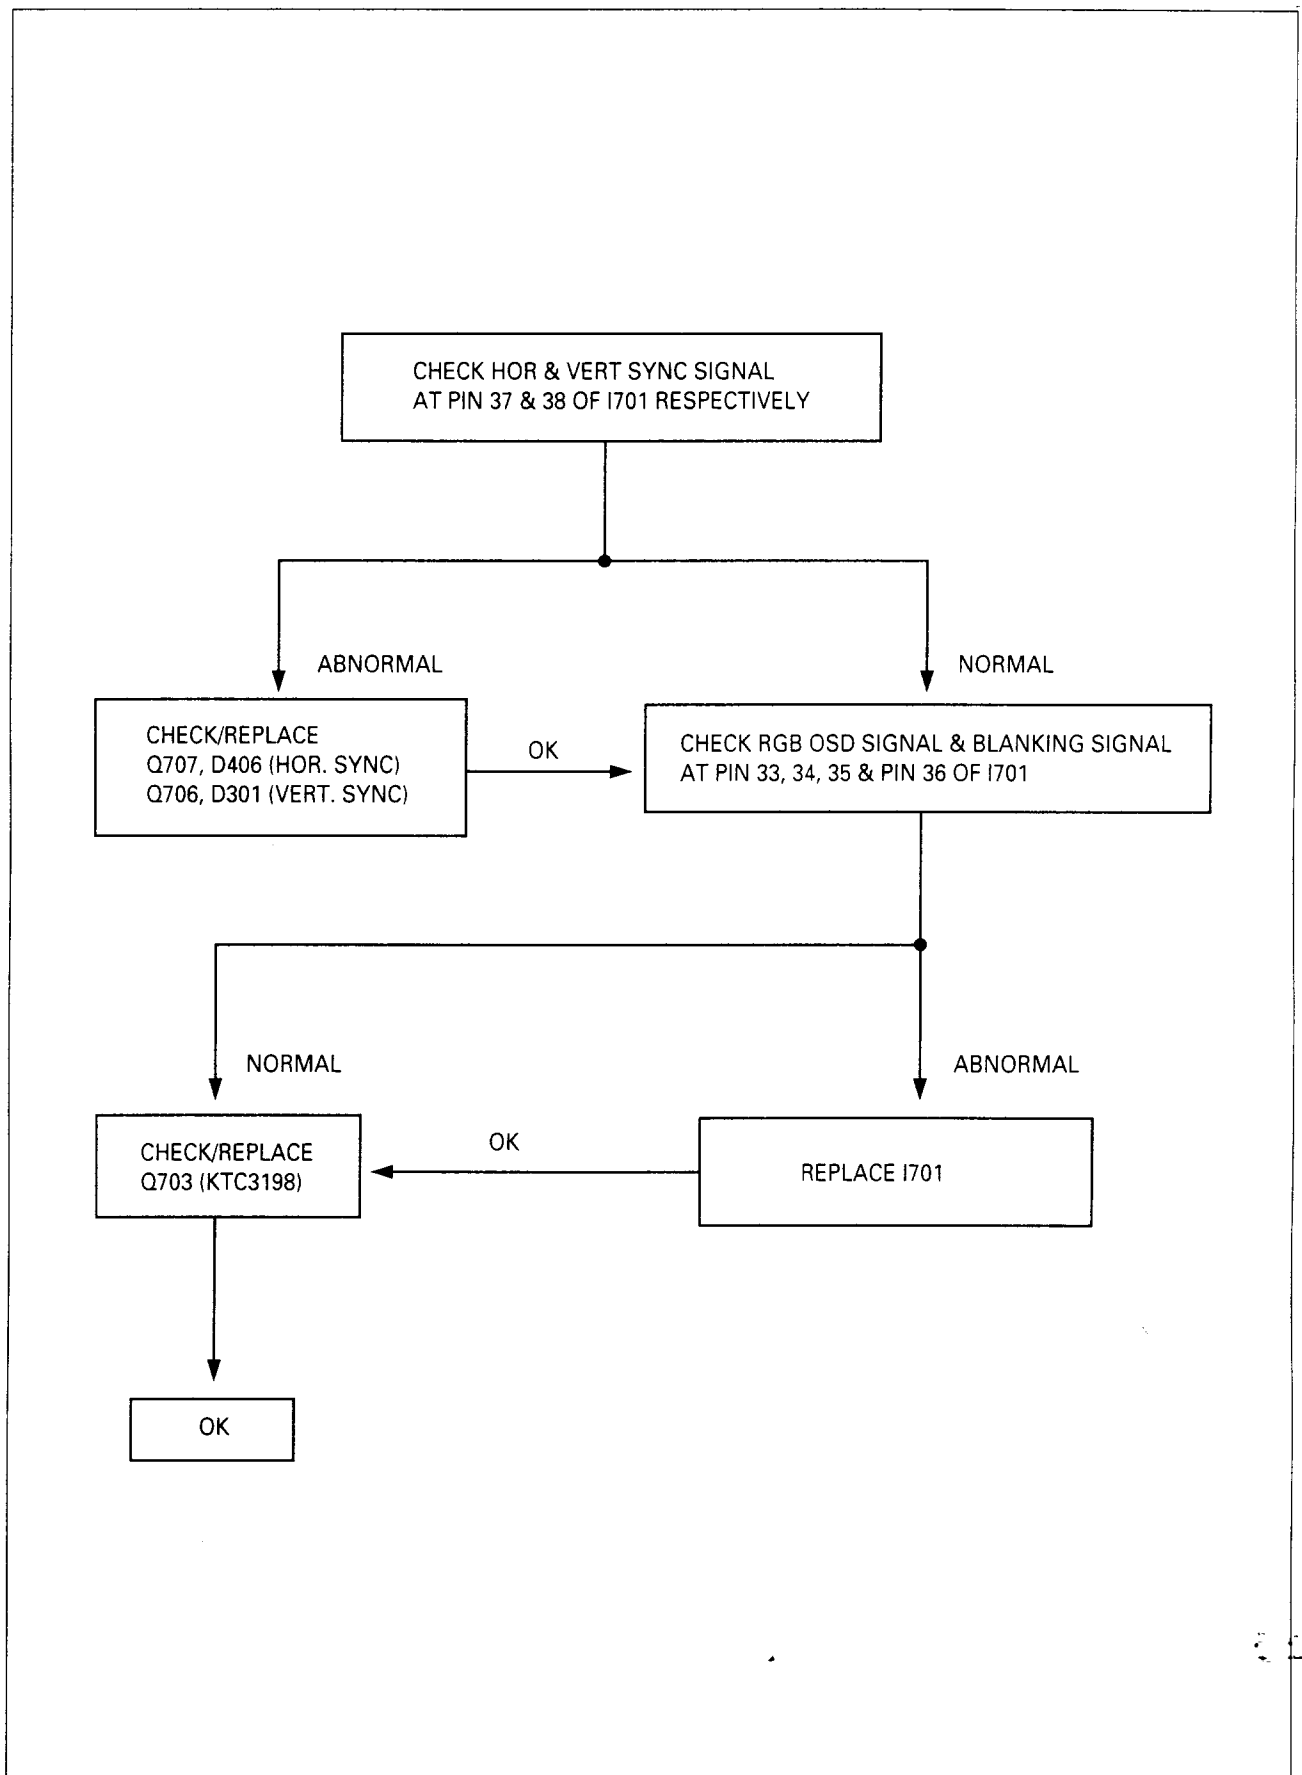 CHECK HOR & VERT SYNC SIGNAL
AT PIN 37 & 38 OF I701 RESPECTIVELY
ABNORMAL
NORMAL
CHECK/REPLACE
Q707, D406 (HOR. SYNC)
Q706, D301 (VERT. SYNC)
OK
CHECK RGB OSD SIGNAL & BLANKING SIGNAL
AT PIN 33, 34, 35 & PIN 36 OF I701
NORMAL
ABNORMAL
CHECK/REPLACE
Q703 (KTC3198)
OK
REPLACE I701
OK